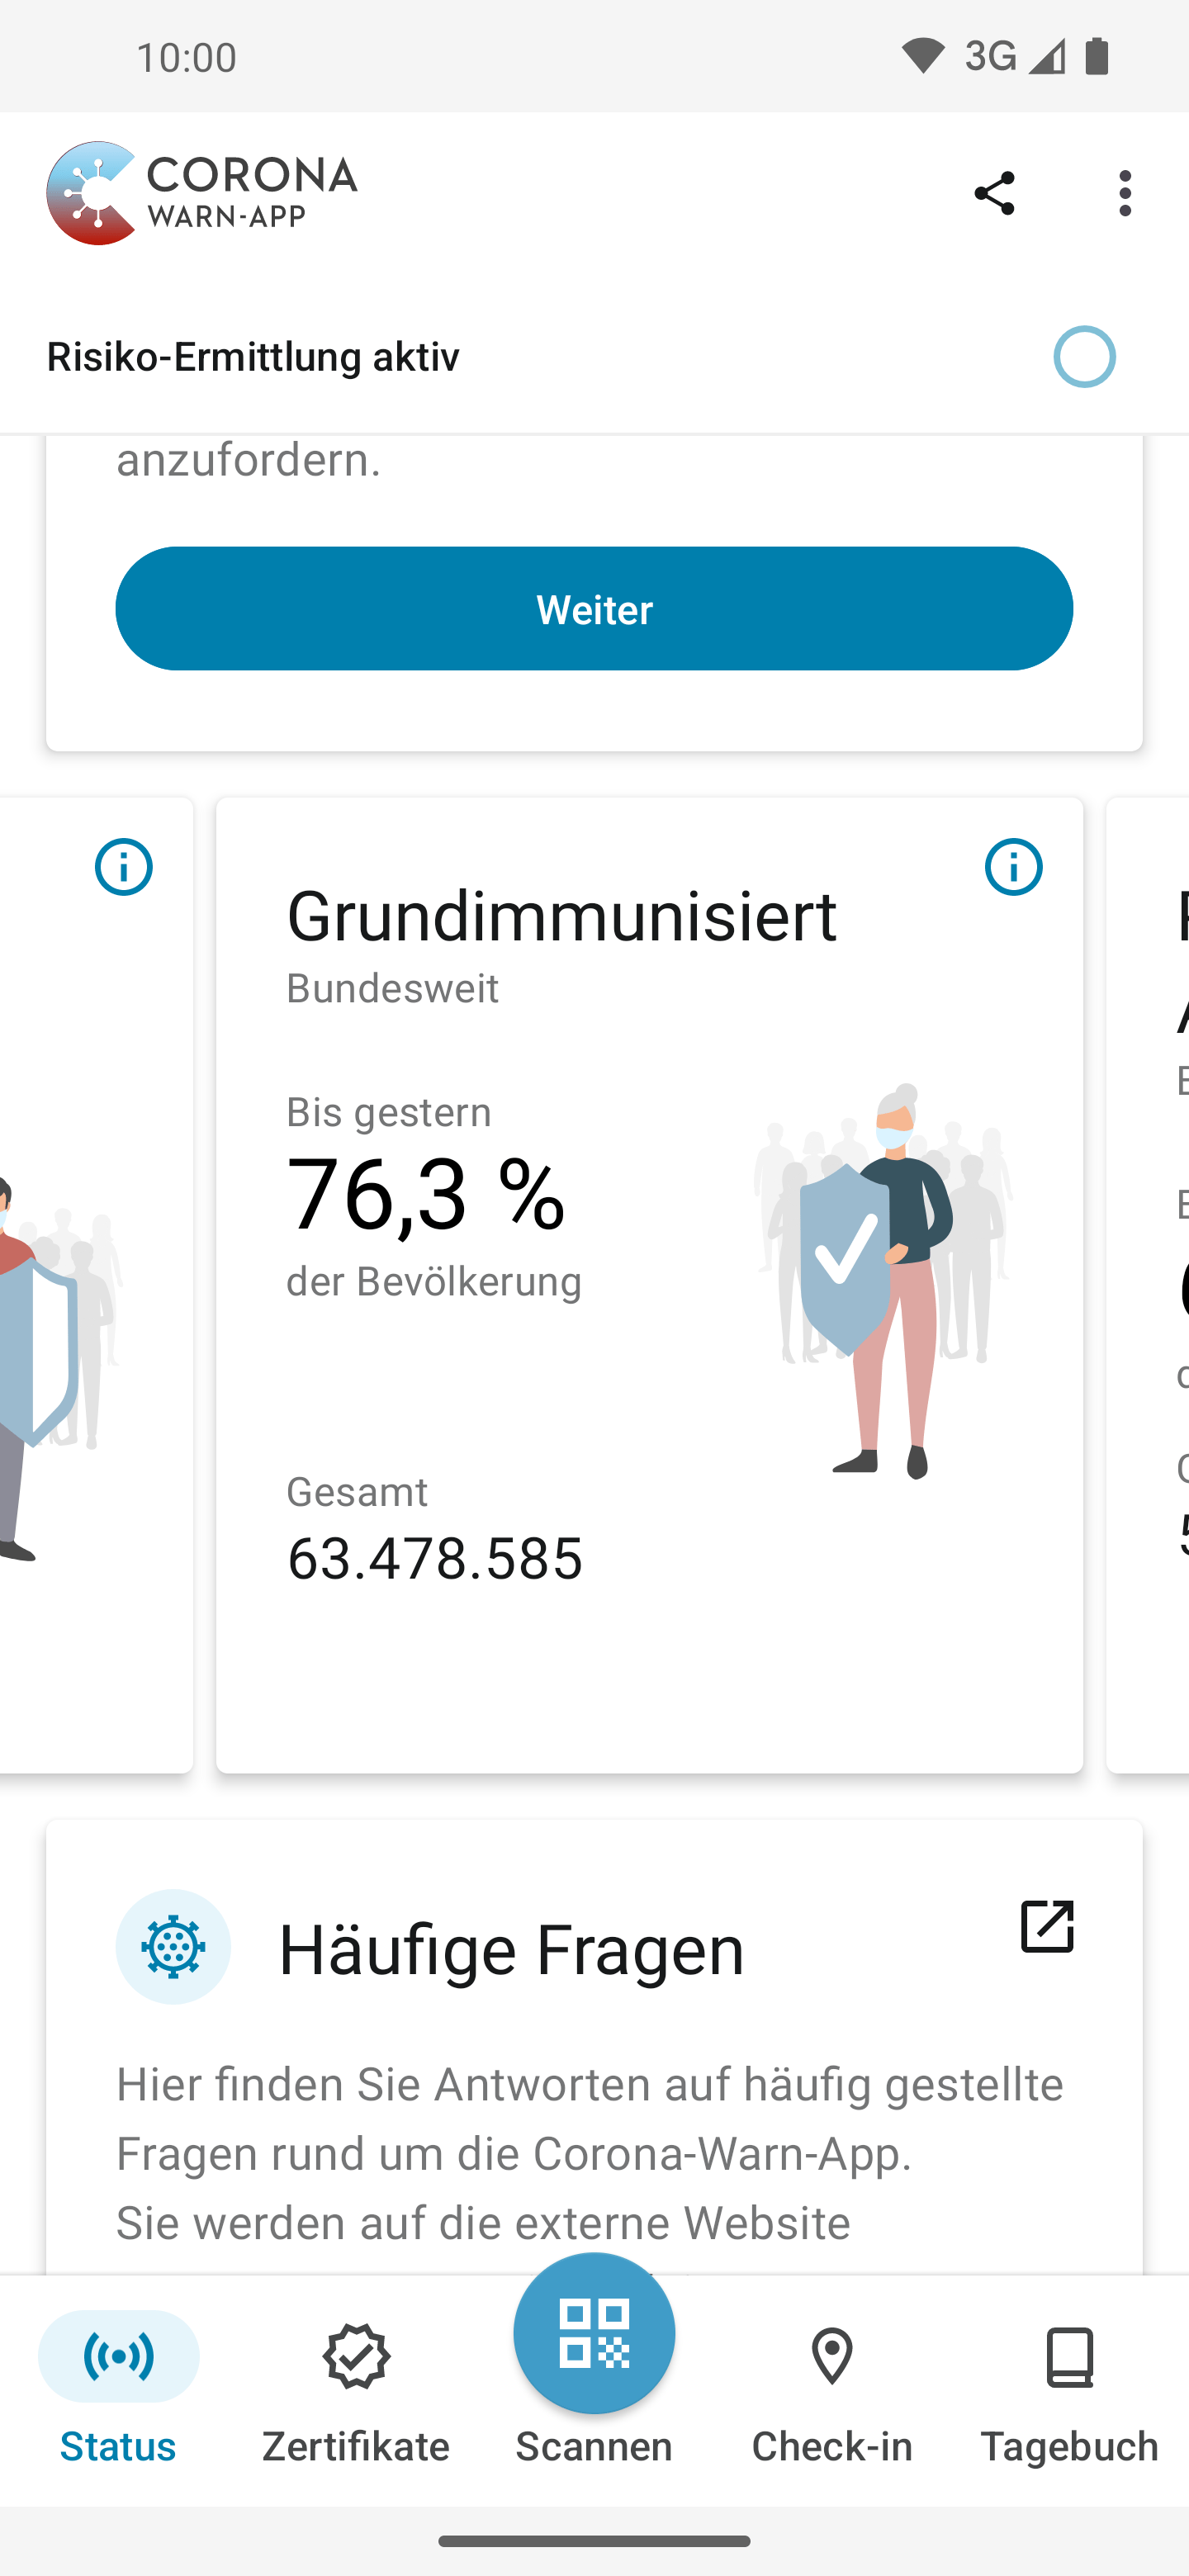 10:00
3G
CORONA
WARN-APP
Risiko-Ermittlung aktiv
anzufordern.
Weiter
Grundimmunisiert
Bundesweit
Bis gestern
76,3 %
der Bevölkerung
Gesamt
63.478.585
Häufige Fragen
Hier finden Sie Antworten auf häufig gestellte
Fragen rund um die Corona-Warn-App.
Sie werden auf die externe Website
Status
Zertifikate
Scannen
Check-in
Tagebuch